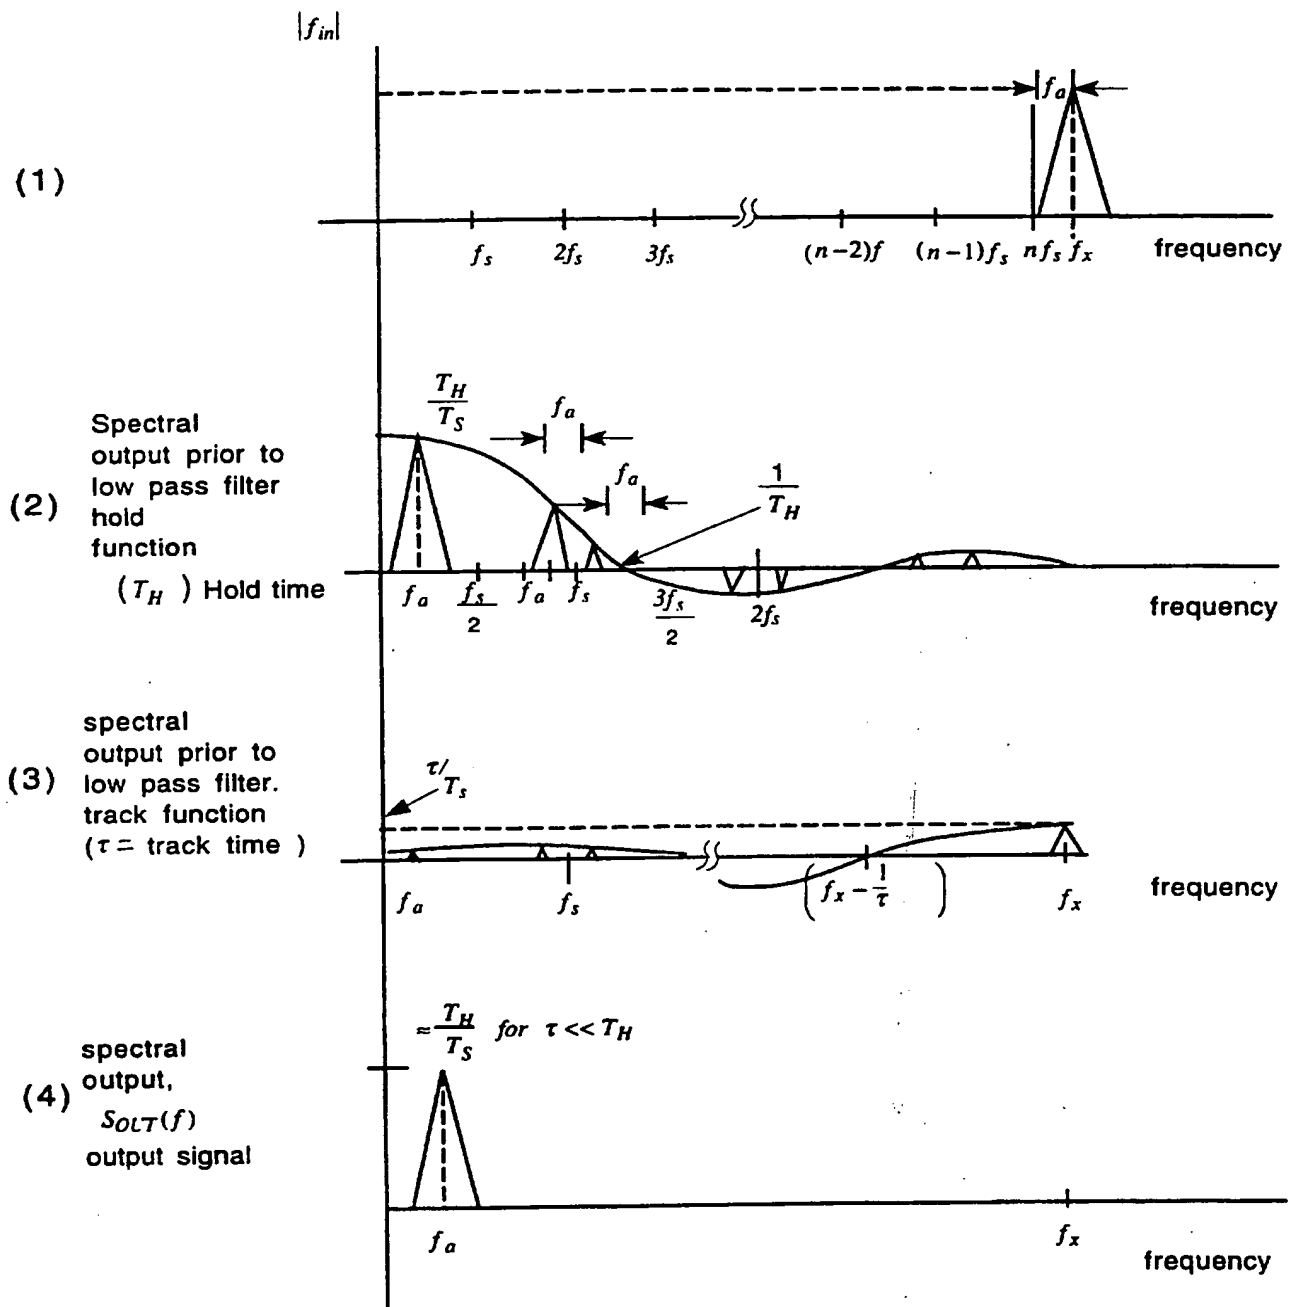 |f_in|
f_a
(1)
f_s 2f_s 3f_s (n-2)f (n-1)f_s nf_s f_x frequency
T_H
T_S
f_a
f_a
1
T_H
(2)
Spectral
output prior to
low pass filter
hold
function
(T_H) Hold time
f_a f_s/2 f_a f_s 3f_s/2 2f_s frequency
(3)
spectral
output prior to
low pass filter.
track function
(τ = track time )
τ/T_s
f_a f_s (f_x - 1/τ) f_x frequency
(4)
spectral
output,
S_OLT(f)
output signal
≈ T_H/T_S for τ << T_H
f_a f_x frequency